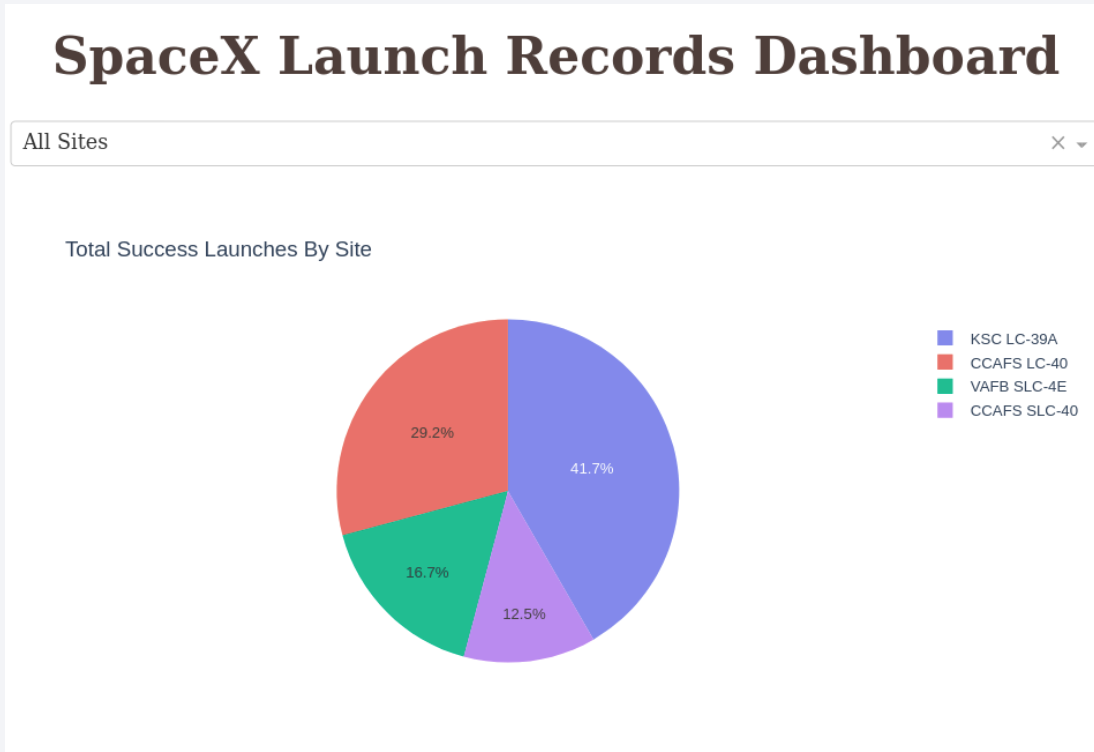 SpaceX Launch Records Dashboard
All Sites
Total Success Launches By Site
KSC LC-39A
CCAFS LC-40
VAFB SLC-4E
CCAFS SLC-40
29.2%
41.7%
16.7%
12.5%